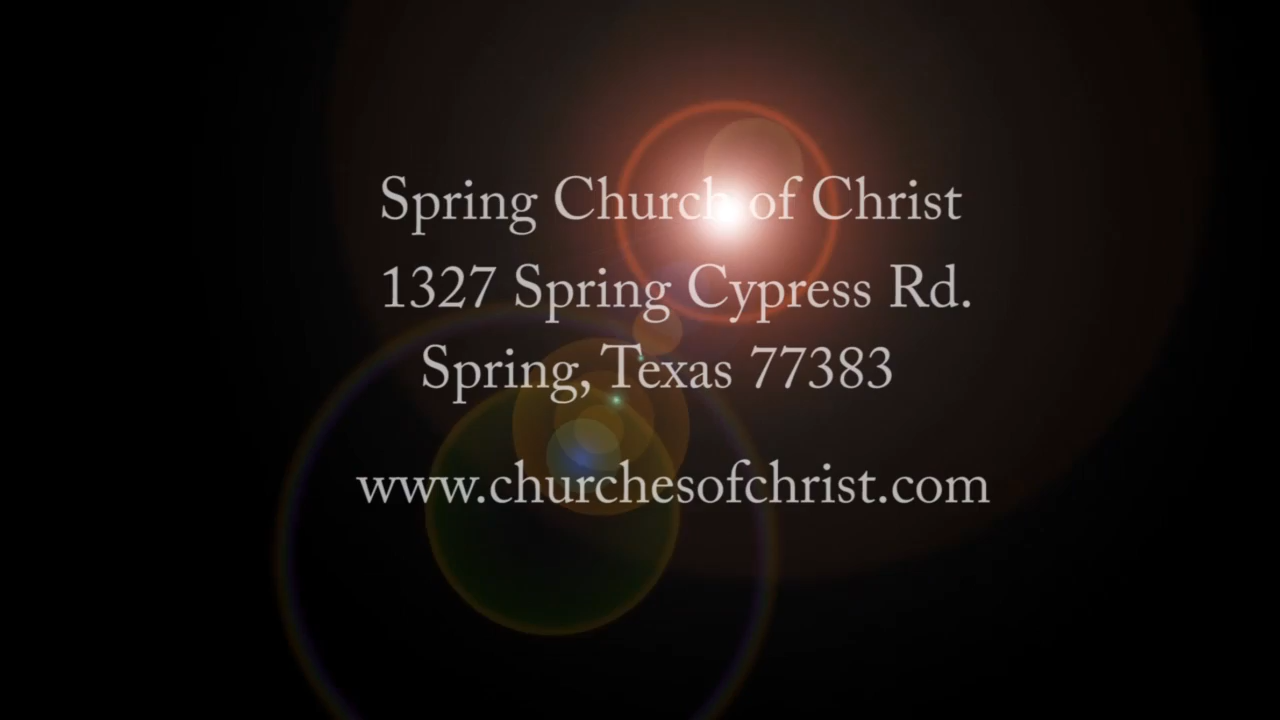 Spring Church of Christ
1327 Spring Cypress Rd.
Spring, Texas 77383
www.churchesofchrist.com